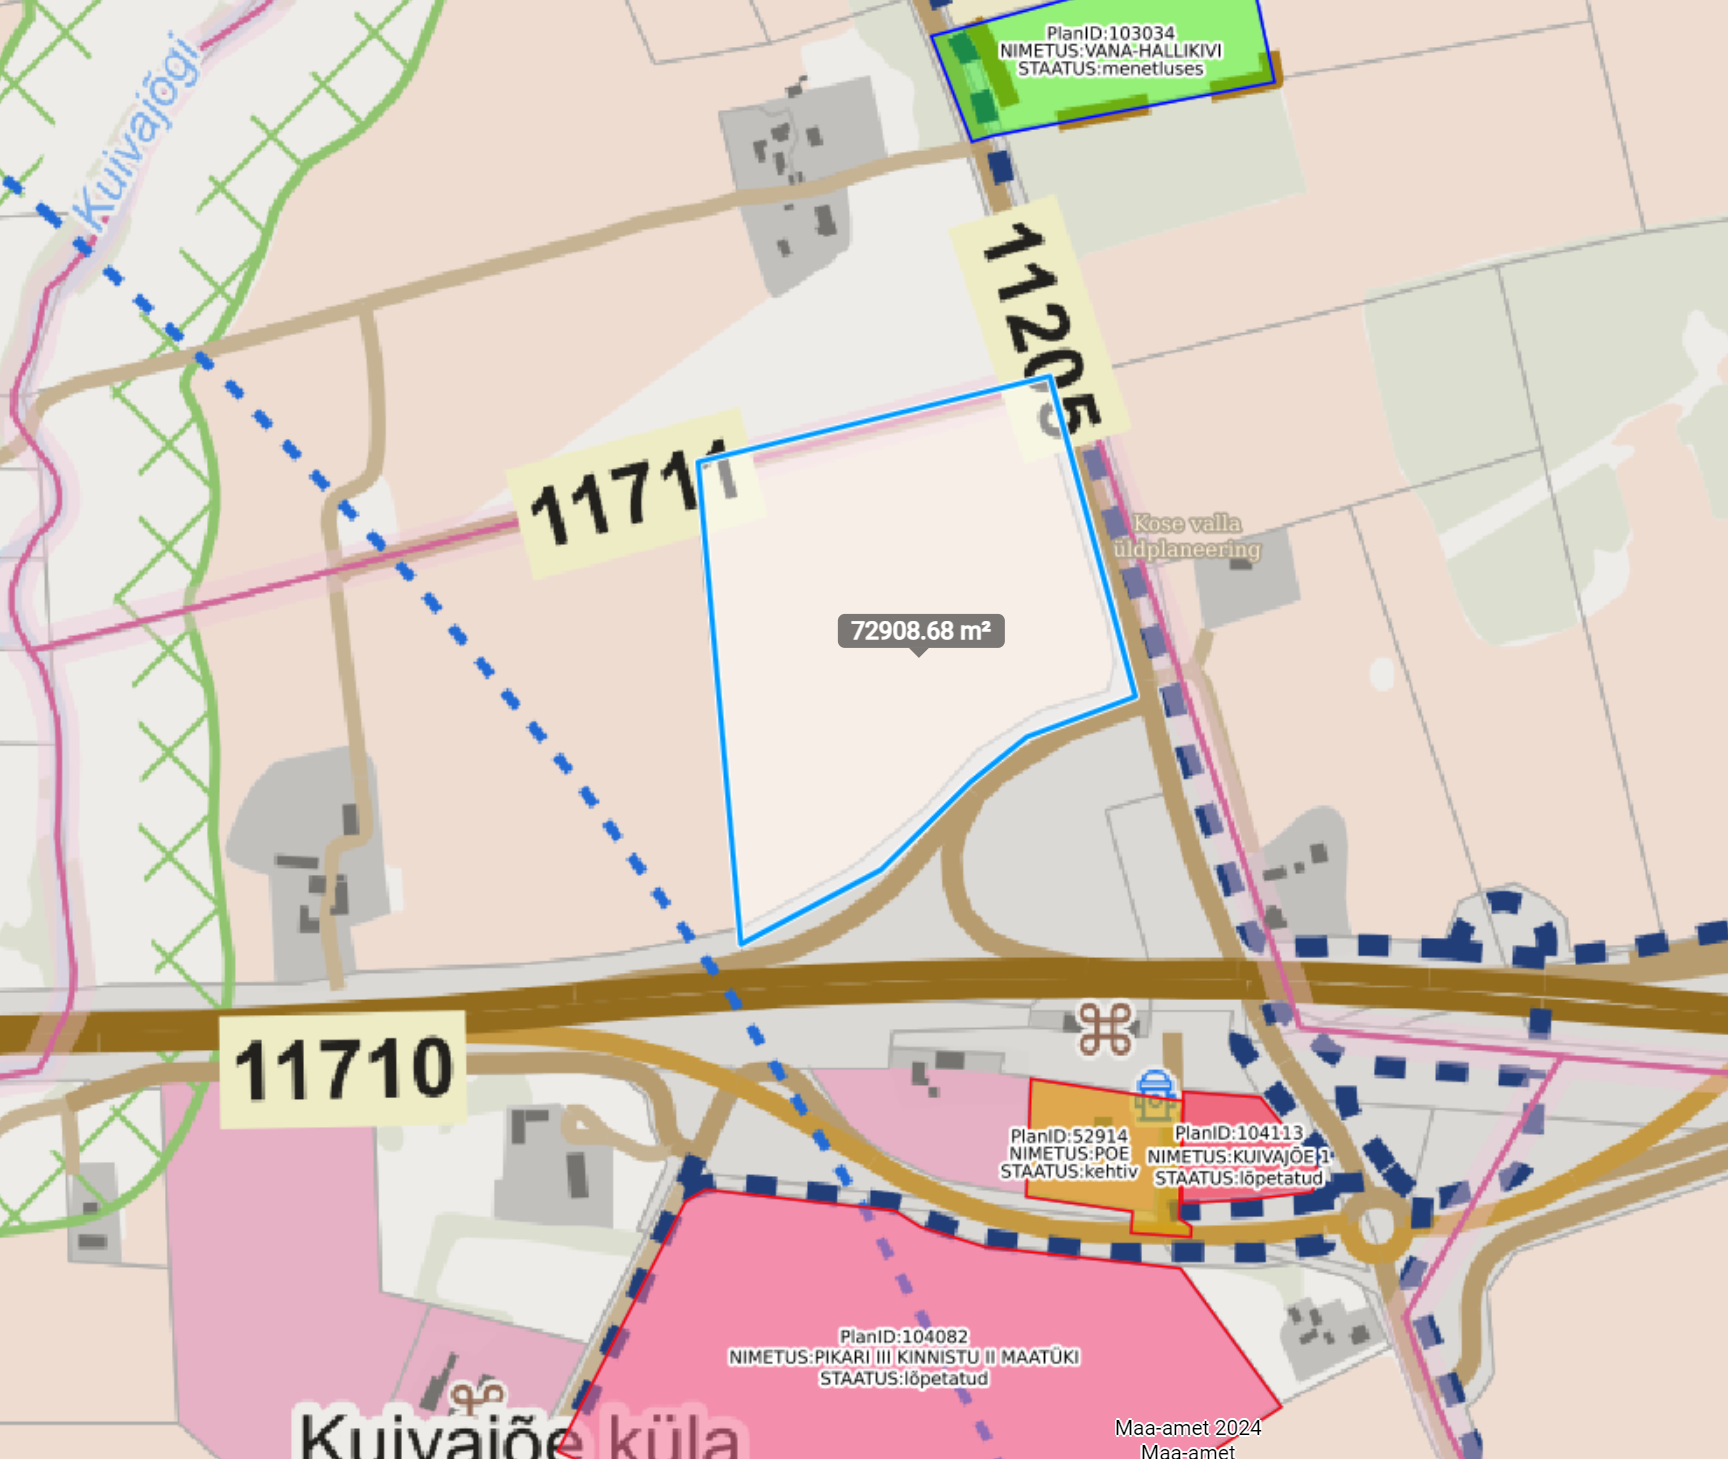 PlanID:103034
NIMETUS:VANA-HALLIKIVI
STAATUS:menetluses
Kuivajõgi
11205
11711
Kose valla
üldplaneering
72908.68 m²
11710
PlanID:52914
NIMETUS:POE
STAATUS:kehtiv
PlanID:104113
NIMETUS:KUIVAJÕE 1
STAATUS:lõpetatud
PlanID:104082
NIMETUS:PIKARI III KINNISTU II MAATÜKI
STAATUS:lõpetatud
Kuivajõe küla
Maa-amet 2024
Maa-amet